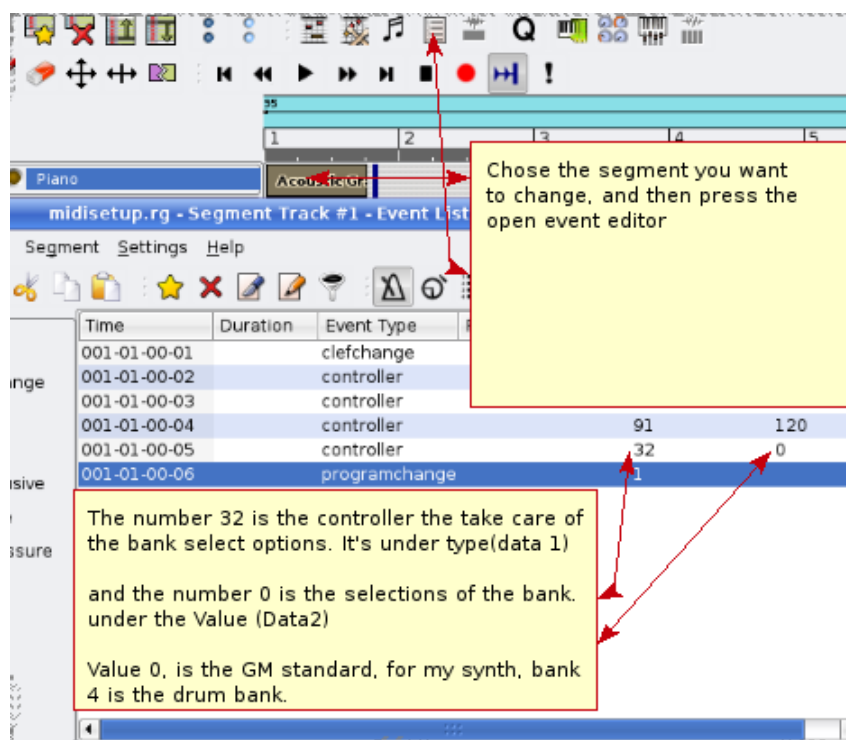 Q
!
35
1 2 3 4 5
Piano
Acoustic Gr.
Chose the segment you want
to change, and then press the
open event editor
midisetup.rg - Segment Track #1 - Event List
Segment Settings Help
Time Duration Event Type
001-01-00-01 clefchange
001-01-00-02 controller
001-01-00-03 controller
001-01-00-04 controller 91 120
001-01-00-05 controller 32 0
001-01-00-06 programchange 1
The number 32 is the controller the take care of
the bank select options. It's under type(data 1)
and the number 0 is the selections of the bank.
under the Value (Data2)
Value 0, is the GM standard, for my synth, bank
4 is the drum bank.